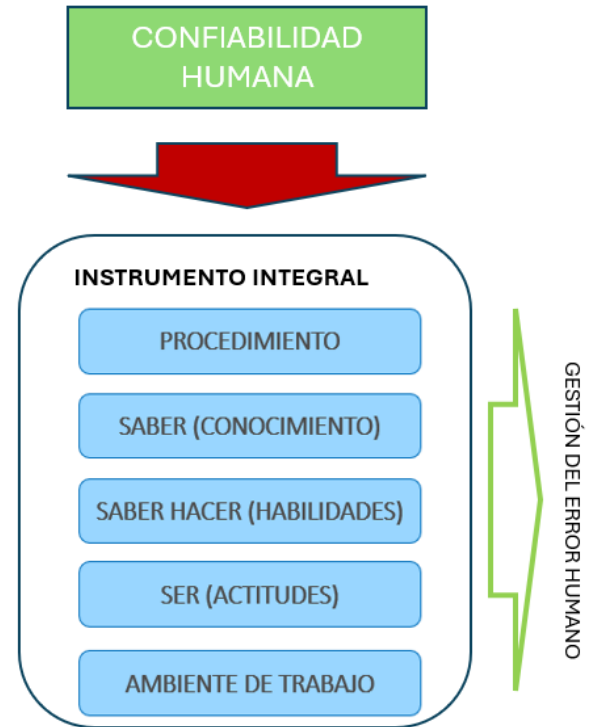 CONFIABILIDAD
HUMANA
INSTRUMENTO INTEGRAL
PROCEDIMIENTO
SABER (CONOCIMIENTO)
SABER HACER (HABILIDADES)
SER (ACTITUDES)
AMBIENTE DE TRABAJO
GESTIÓN DEL ERROR HUMANO